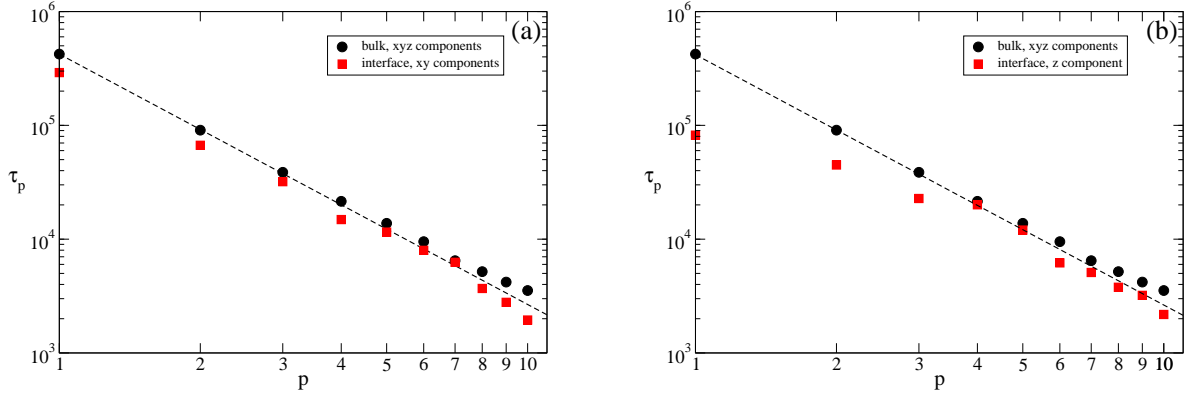 (a)
10^6
10^5
10^4
10^3
τ_p
bulk, xyz components
interface, xy components
1 2 3 4 5 6 7 8 9 10
p
(b)
10^6
10^5
10^4
10^3
τ_p
bulk, xyz components
interface, z component
1 2 3 4 5 6 7 8 9 10
p